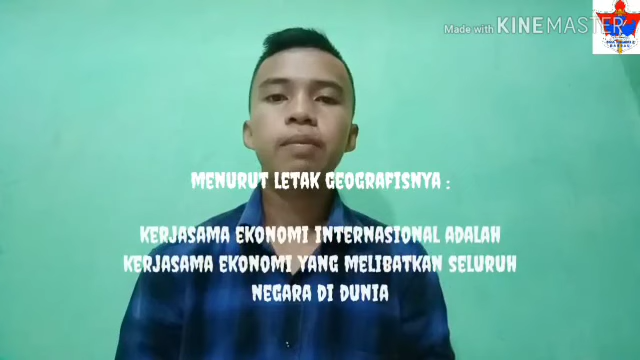 Made with KINEMASTER
MENURUT LETAK GEOGRAFISNYA :
KERJASAMA EKONOMI INTERNASIONAL ADALAH
KERJASAMA EKONOMI YANG MELIBATKAN SELURUH
NEGARA DI DUNIA